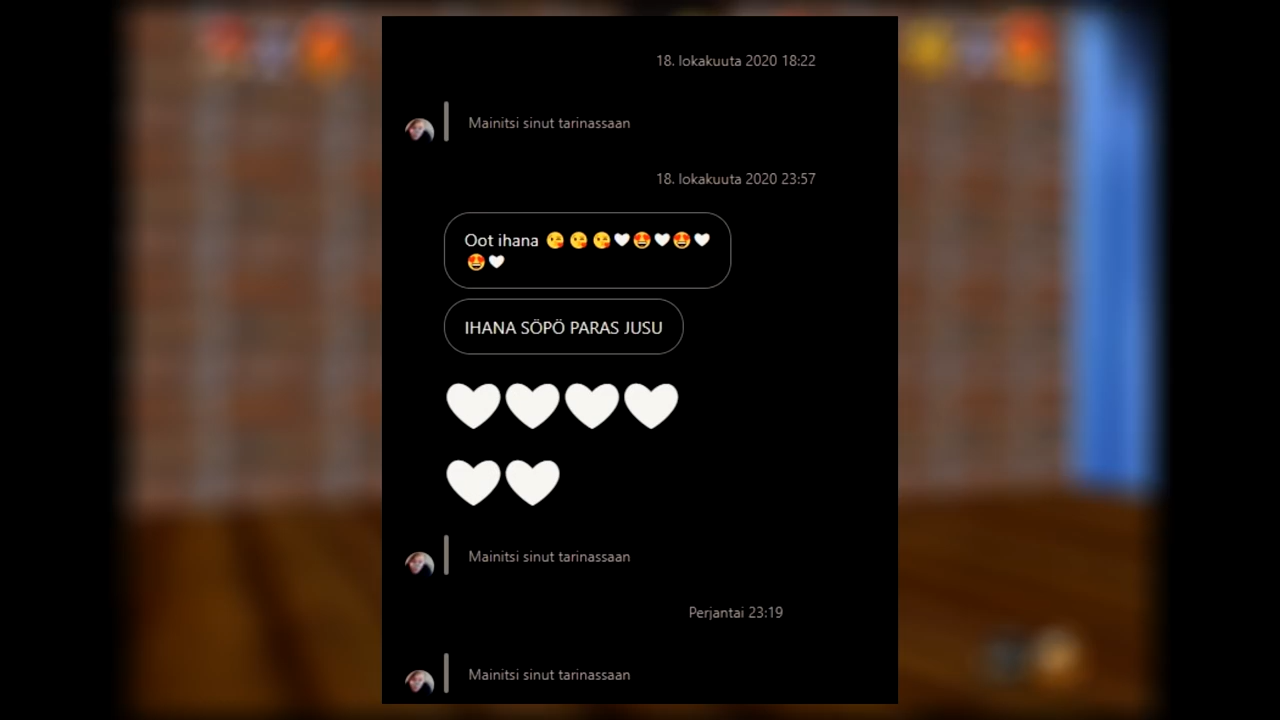 18. lokakuuta 2020 18:22
Mainitsi sinut tarinassaan
18. lokakuuta 2020 23:57
Oot ihana 😘 😘 😘🤍😍🤍😍🤍
😍🤍
IHANA SÖPÖ PARAS JUSU
🤍🤍🤍🤍
🤍🤍
Mainitsi sinut tarinassaan
Perjantai 23:19
Mainitsi sinut tarinassaan